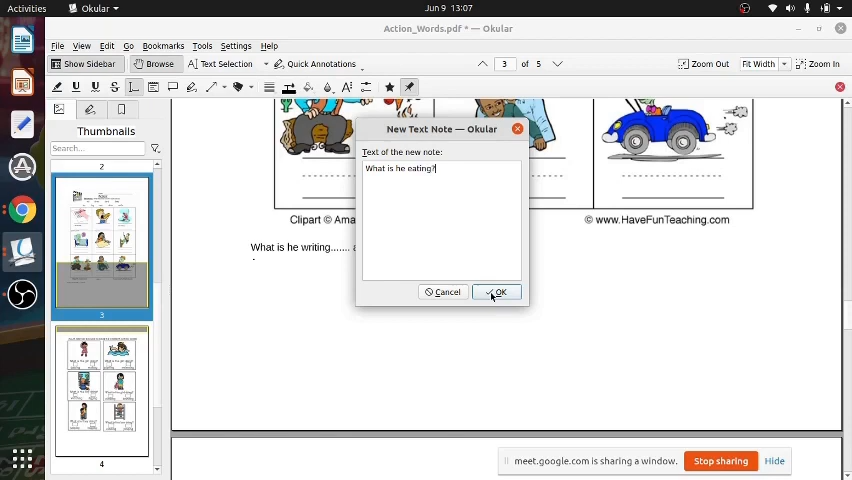 Activities
Okular
Jun 9 13:07
Action_Words.pdf * — Okular
File View Edit Go Bookmarks Tools Settings Help
Show Sidebar
Browse
Text Selection
Quick Annotations
3 of 5
Zoom Out
Fit Width
Zoom In
Thumbnails
Search...
2
3
4
New Text Note — Okular
Text of the new note:
What is he eating?
Cancel
OK
Clipart © Ama
© www.HaveFunTeaching.com
What is he writing....... a
meet.google.com is sharing a window.
Stop sharing
Hide